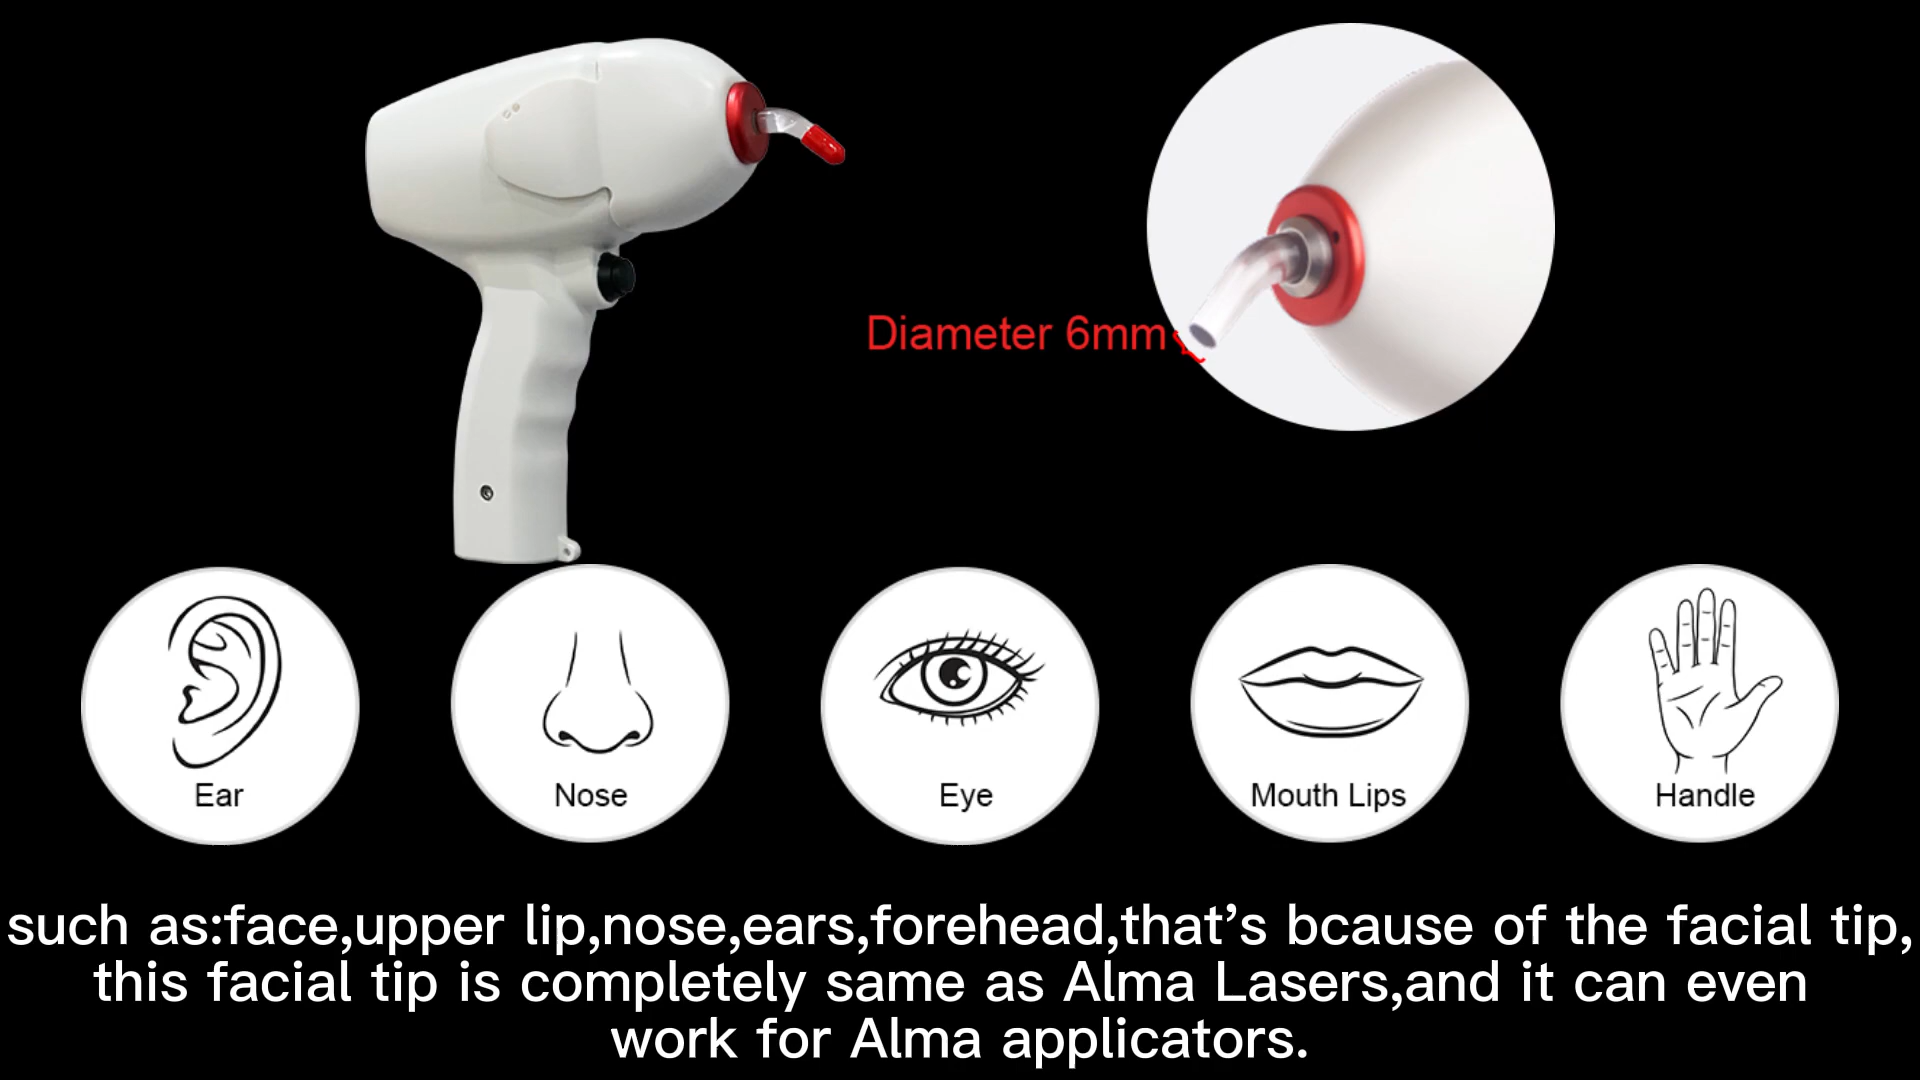 Diameter 6mm
Ear
Nose
Eye
Mouth Lips
Handle
such as:face,upper lip,nose,ears,forehead,that’s bcause of the facial tip,
this facial tip is completely same as Alma Lasers,and it can even
work for Alma applicators.